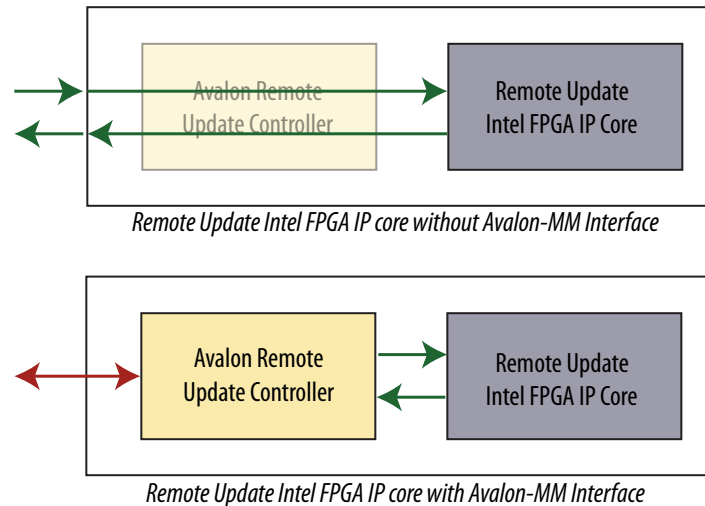 Avalon Remote
Update Controller
Remote Update
Intel FPGA IP Core
Remote Update Intel FPGA IP core without Avalon-MM Interface
Avalon Remote
Update Controller
Remote Update
Intel FPGA IP Core
Remote Update Intel FPGA IP core with Avalon-MM Interface